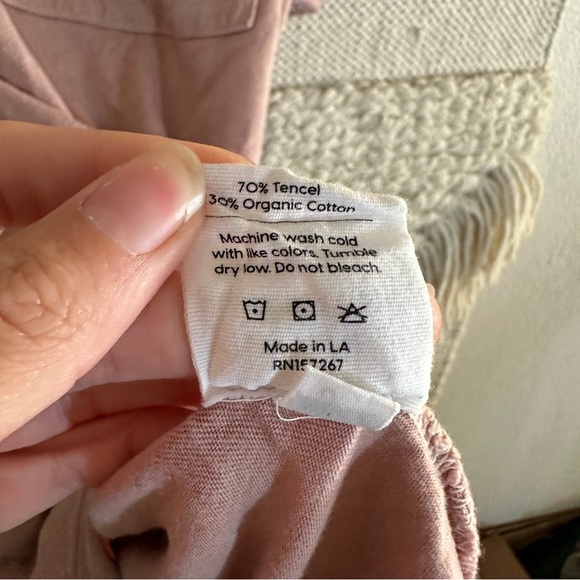 70% Tencel
30% Organic Cotton
Machine wash cold
with like colors. Tumble
dry low. Do not bleach.
Made in LA
RN157267